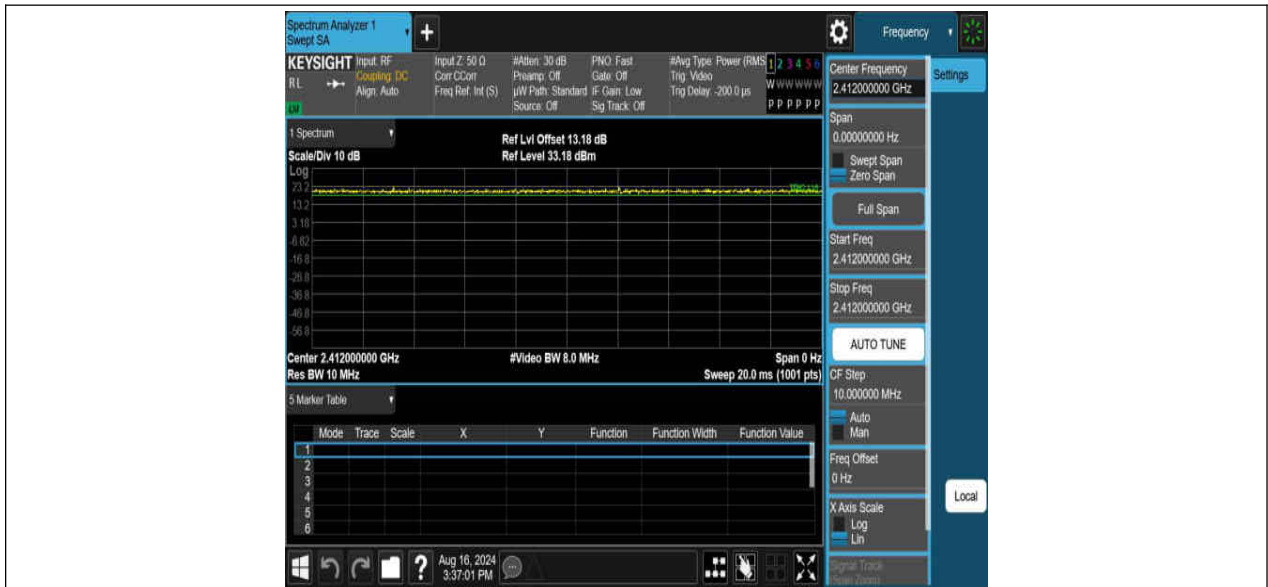 Spectrum Analyzer 1
Swept SA
+
Frequency
KEYSIGHT
RL
Input: RF
Coupling: DC
Align: Auto
Input Z: 50 Ω
Corr CCorr
Freq Ref: Int (S)
#Atten: 30 dB
Preamp: Off
µW Path: Standard
Source: Off
PNO: Fast
Gate: Off
IF Gain: Low
Sig Track: Off
#Avg Type: Power (RMS
Trig: Video
Trig Delay: -200.0 µs
1 2 3 4 5 6
W W W W W W
P P P P P P
1 Spectrum
Scale/Div 10 dB
Ref Lvl Offset 13.18 dB
Ref Level 33.18 dBm
Log
23.2
13.2
3.18
-6.82
-16.8
-26.8
-36.8
-46.8
-56.8
Center 2.412000000 GHz
#Video BW 8.0 MHz
Span 0 Hz
Res BW 10 MHz
Sweep 20.0 ms (1001 pts)
5 Marker Table
Mode Trace Scale X Y Function Function Width Function Value
1
2
3
4
5
6
Aug 16, 2024
3:37:01 PM
Center Frequency
2.412000000 GHz
Settings
Span
0.00000000 Hz
Swept Span
Zero Span
Full Span
Start Freq
2.412000000 GHz
Stop Freq
2.412000000 GHz
AUTO TUNE
CF Step
10.000000 MHz
Auto
Man
Freq Offset
0 Hz
X Axis Scale
Log
Lin
Signal Track
(Span Zoom)
Local